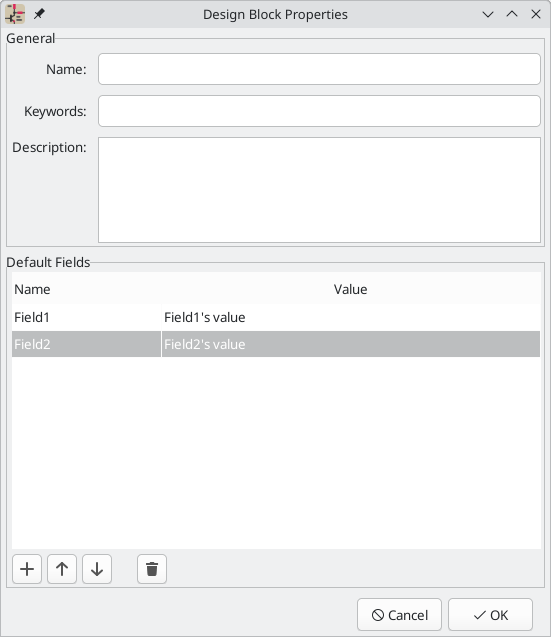 Design Block Properties
General
Name:
Keywords:
Description:
Default Fields
Name Value
Field1 Field1's value
Field2 Field2's value
Cancel OK